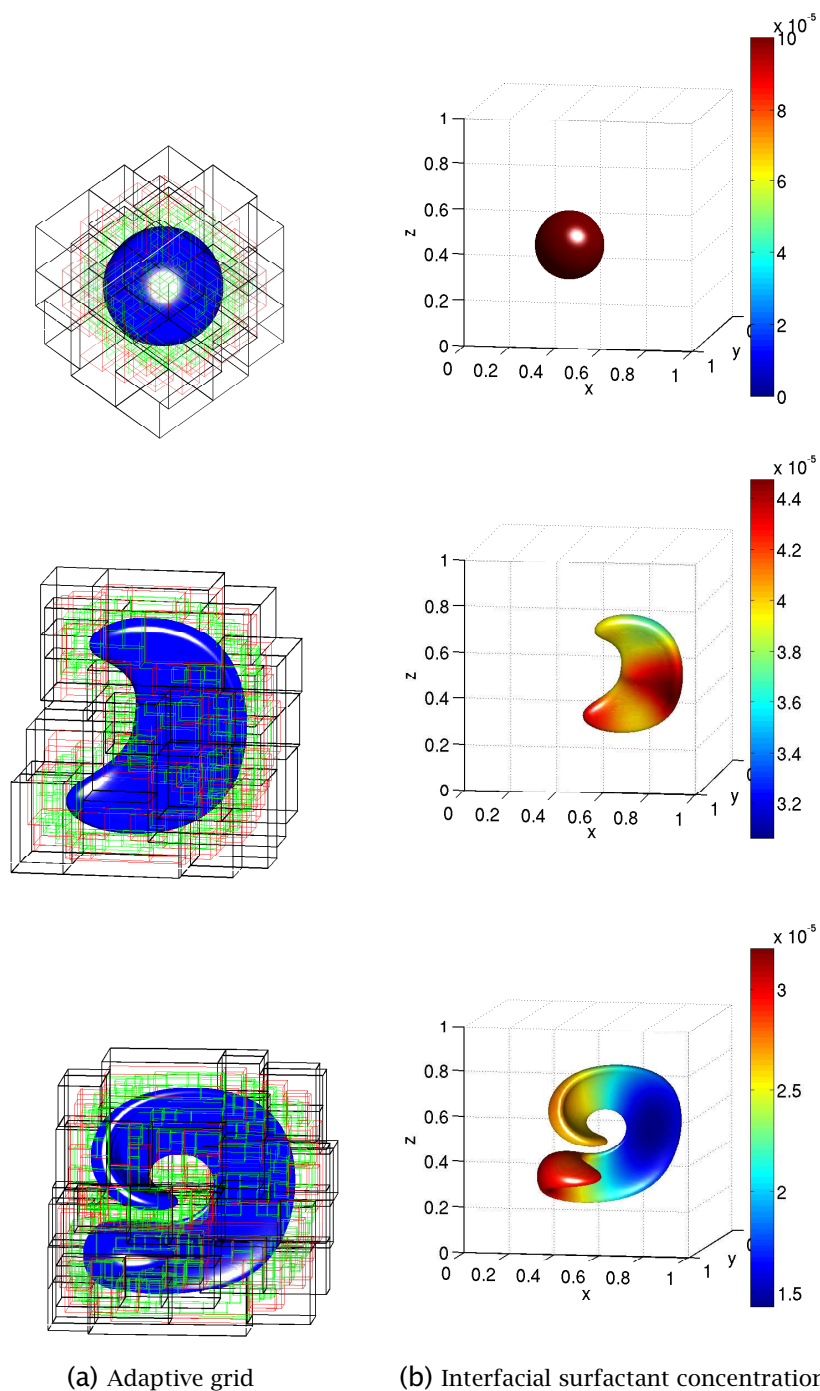 x 10-5
10
8
6
4
2
0
1
0.8
0.6
0.4
0.2
0
z
0 0.2 0.4 0.6 0.8 1
x
1
y
0
x 10-5
4.4
4.2
4
3.8
3.6
3.4
3.2
1
0.8
0.6
0.4
0.2
0
z
0 0.2 0.4 0.6 0.8 1
x
1
y
0
x 10-5
3
2.5
2
1.5
1
0.8
0.6
0.4
0.2
0
z
0 0.2 0.4 0.6 0.8 1
x
1
y
0
(a) Adaptive grid
(b) Interfacial surfactant concentration